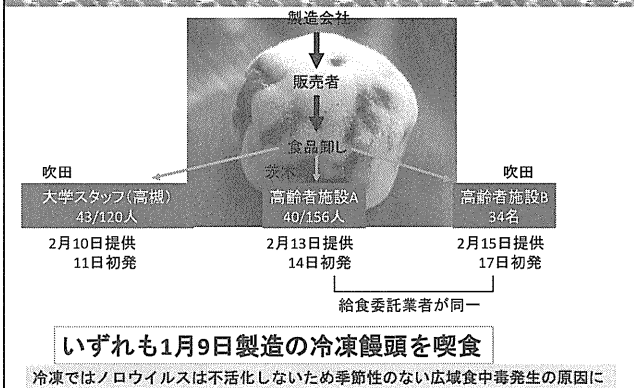 製造会社
販売者
食品卸し
吹田
茨木
吹田
大学スタッフ(高槻)
43/120人
高齢者施設A
40/156人
高齢者施設B
34名
2月10日提供
11日初発
2月13日提供
14日初発
2月15日提供
17日初発
給食委託業者が同一
いずれも1月9日製造の冷凍饅頭を喫食
冷凍ではノロウイルスは不活化しないため季節性のない広域食中毒発生の原因に